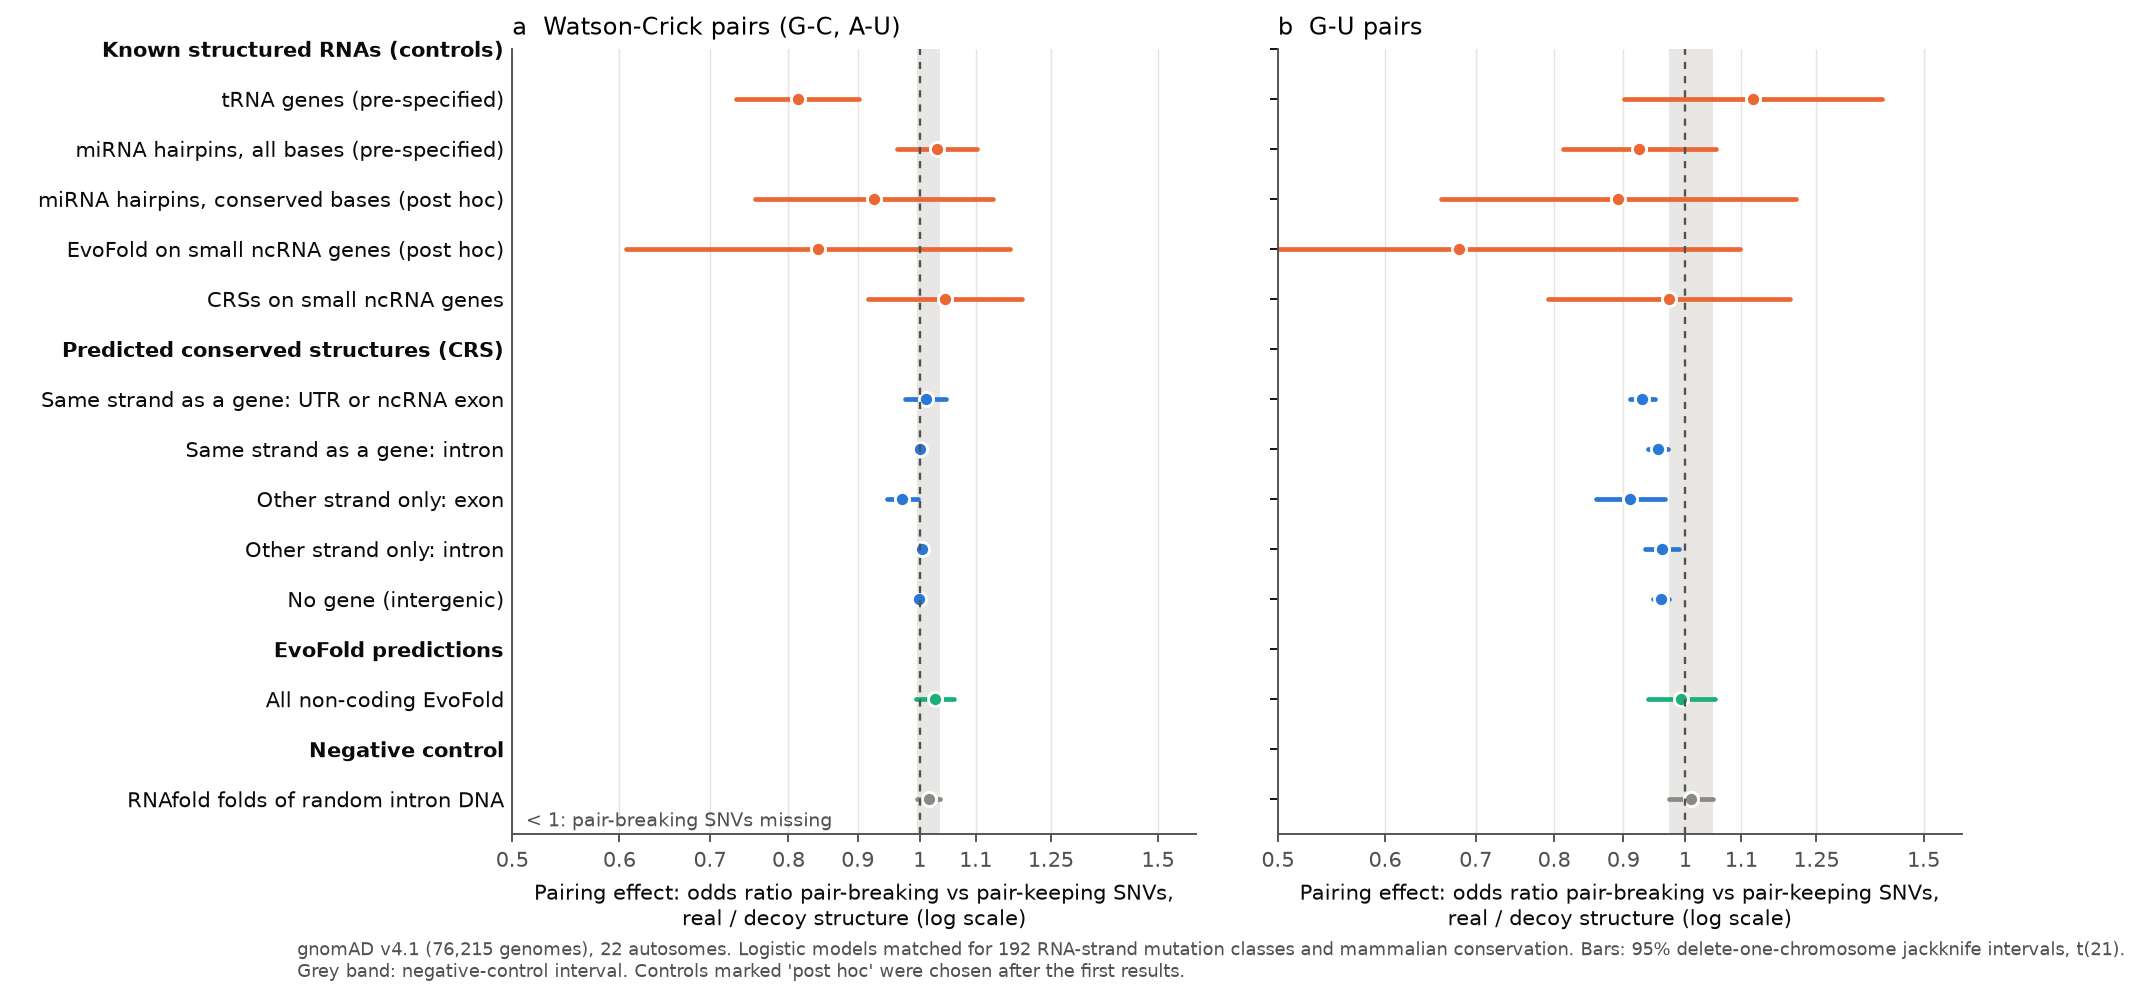 a  Watson-Crick pairs (G-C, A-U)
b  G-U pairs
Known structured RNAs (controls)
tRNA genes (pre-specified)
miRNA hairpins, all bases (pre-specified)
miRNA hairpins, conserved bases (post hoc)
EvoFold on small ncRNA genes (post hoc)
CRSs on small ncRNA genes
Predicted conserved structures (CRS)
Same strand as a gene: UTR or ncRNA exon
Same strand as a gene: intron
Other strand only: exon
Other strand only: intron
No gene (intergenic)
EvoFold predictions
All non-coding EvoFold
Negative control
RNAfold folds of random intron DNA
< 1: pair-breaking SNVs missing
0.5 0.6 0.7 0.8 0.9 1 1.1 1.25 1.5
Pairing effect: odds ratio pair-breaking vs pair-keeping SNVs,
real / decoy structure (log scale)
0.5 0.6 0.7 0.8 0.9 1 1.1 1.25 1.5
Pairing effect: odds ratio pair-breaking vs pair-keeping SNVs,
real / decoy structure (log scale)
gnomAD v4.1 (76,215 genomes), 22 autosomes. Logistic models matched for 192 RNA-strand mutation classes and mammalian conservation. Bars: 95% delete-one-chromosome jackknife intervals, t(21).
Grey band: negative-control interval. Controls marked 'post hoc' were chosen after the first results.